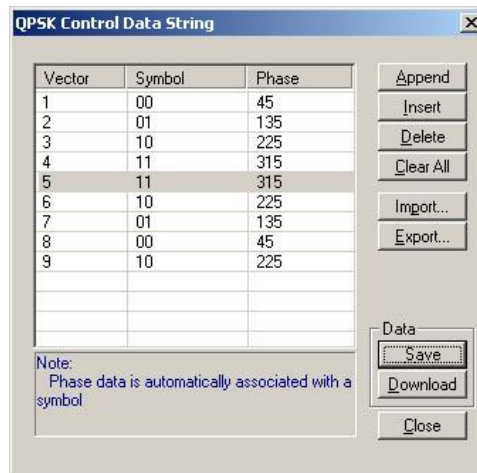 QPSK Control Data String
Vector Symbol Phase
1 00 45
2 01 135
3 10 225
4 11 315
5 11 315
6 10 225
7 01 135
8 00 45
9 10 225
Note:
Phase data is automatically associated with a
symbol
Append
Insert
Delete
Clear All
Import...
Export...
Data
Save
Download
Close